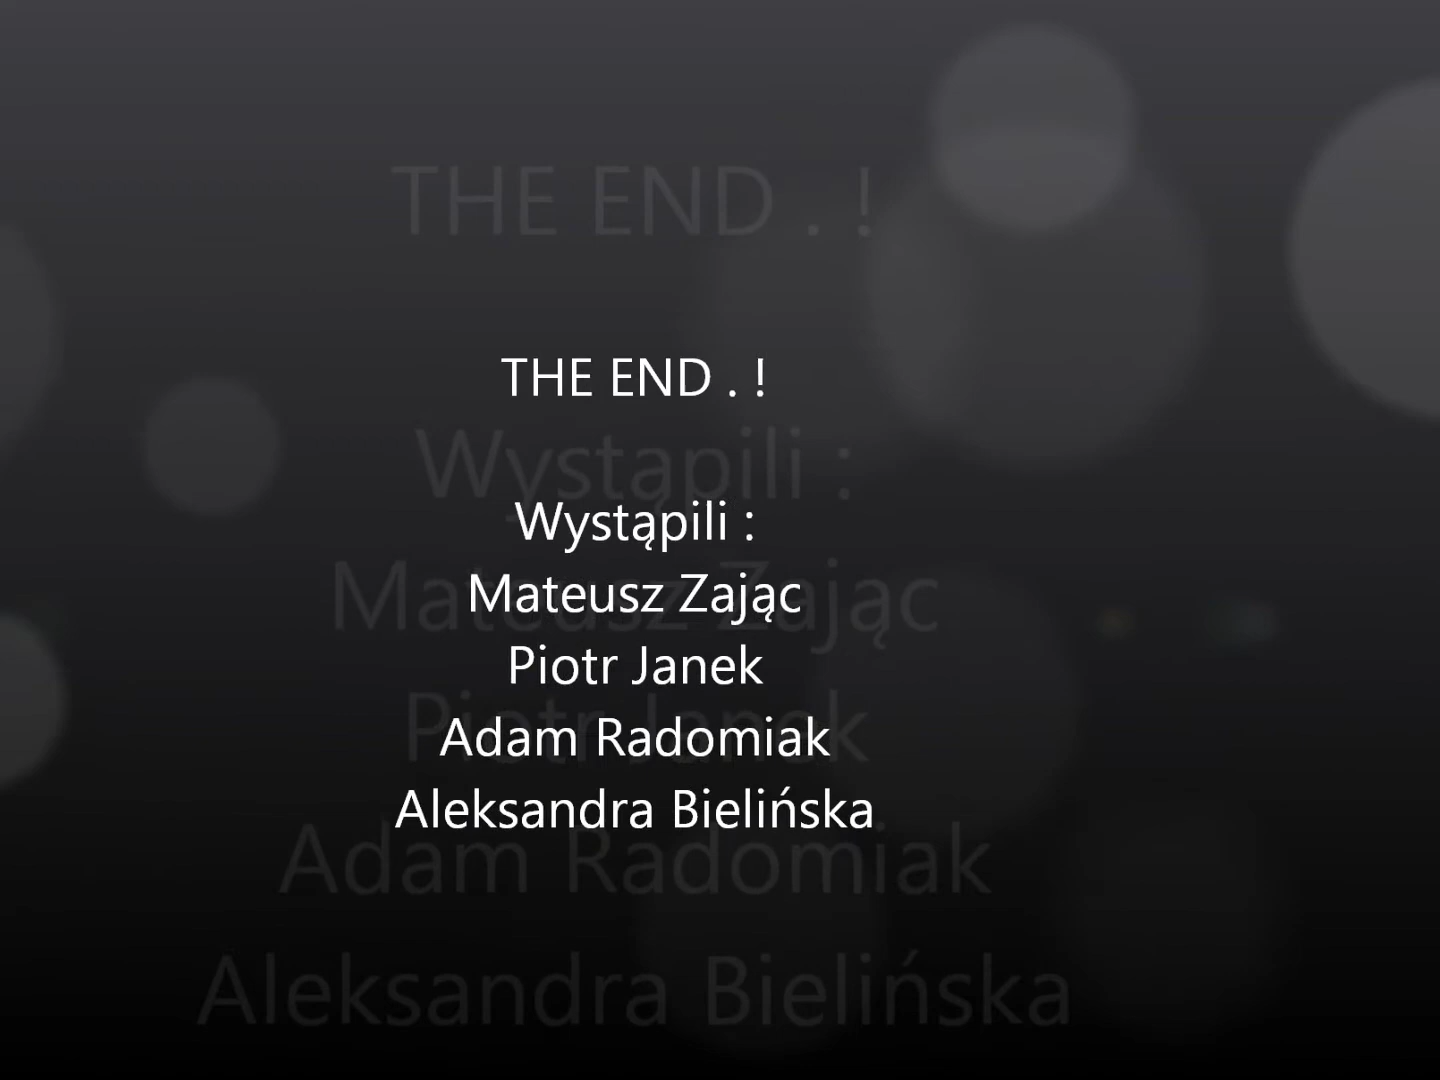 THE END . !
Wystąpili :
Mateusz Zając
Piotr Janek
Adam Radomiak
Aleksandra Bielińska